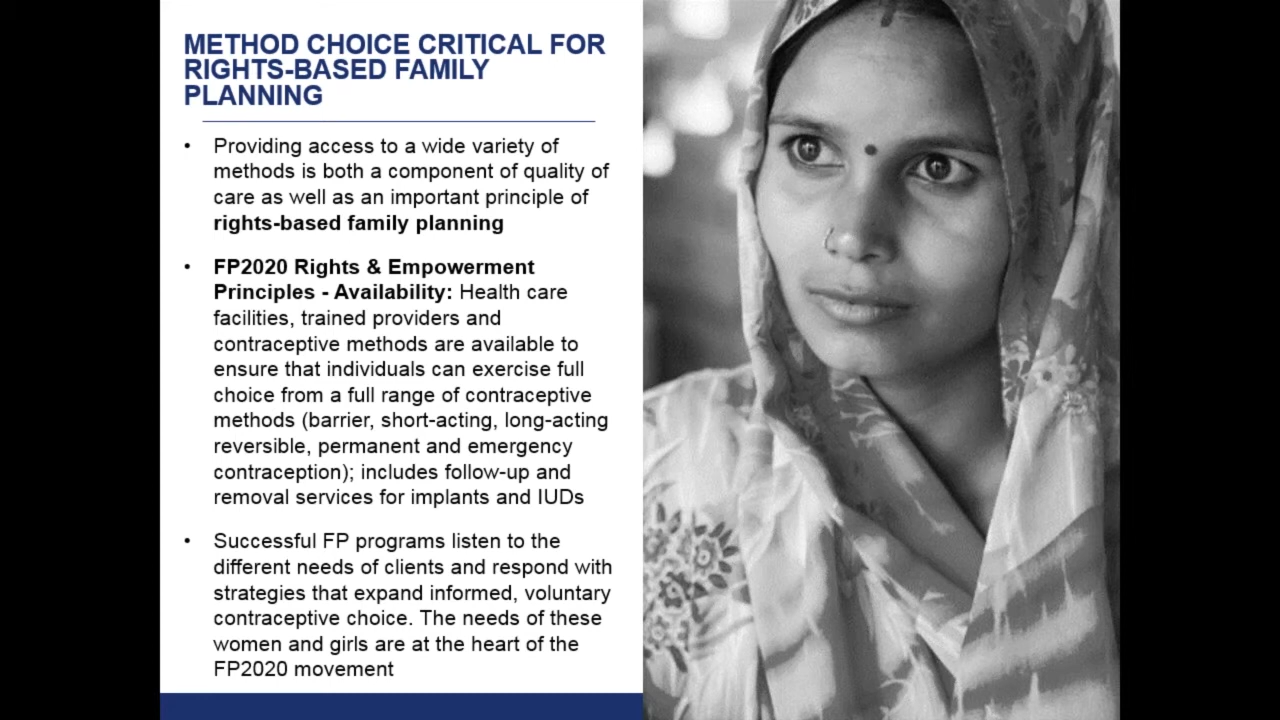 METHOD CHOICE CRITICAL FOR
RIGHTS-BASED FAMILY
PLANNING
• Providing access to a wide variety of
methods is both a component of quality of
care as well as an important principle of
rights-based family planning
• FP2020 Rights & Empowerment
Principles - Availability: Health care
facilities, trained providers and
contraceptive methods are available to
ensure that individuals can exercise full
choice from a full range of contraceptive
methods (barrier, short-acting, long-acting
reversible, permanent and emergency
contraception); includes follow-up and
removal services for implants and IUDs
• Successful FP programs listen to the
different needs of clients and respond with
strategies that expand informed, voluntary
contraceptive choice. The needs of these
women and girls are at the heart of the
FP2020 movement